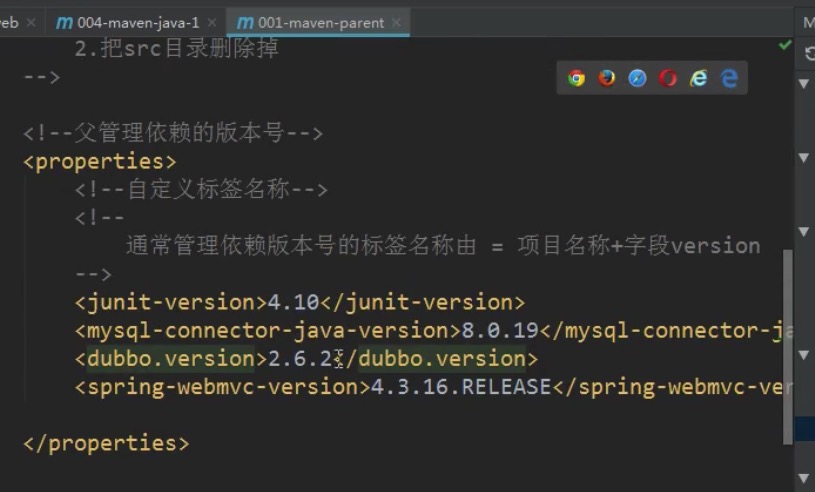 eb × m 004-maven-java-1 × m 001-maven-parent × M
2.把src目录删除掉
-->
<!--父管理依赖的版本号-->
<properties>
<!--自定义标签名称-->
<!--
通常管理依赖版本号的标签名称由 = 项目名称+字段version
-->
<junit-version>4.10</junit-version>
<mysql-connector-java-version>8.0.19</mysql-connector-ja
<dubbo.version>2.6.2</dubbo.version>
<spring-webmvc-version>4.3.16.RELEASE</spring-webmvc-ver
</properties>